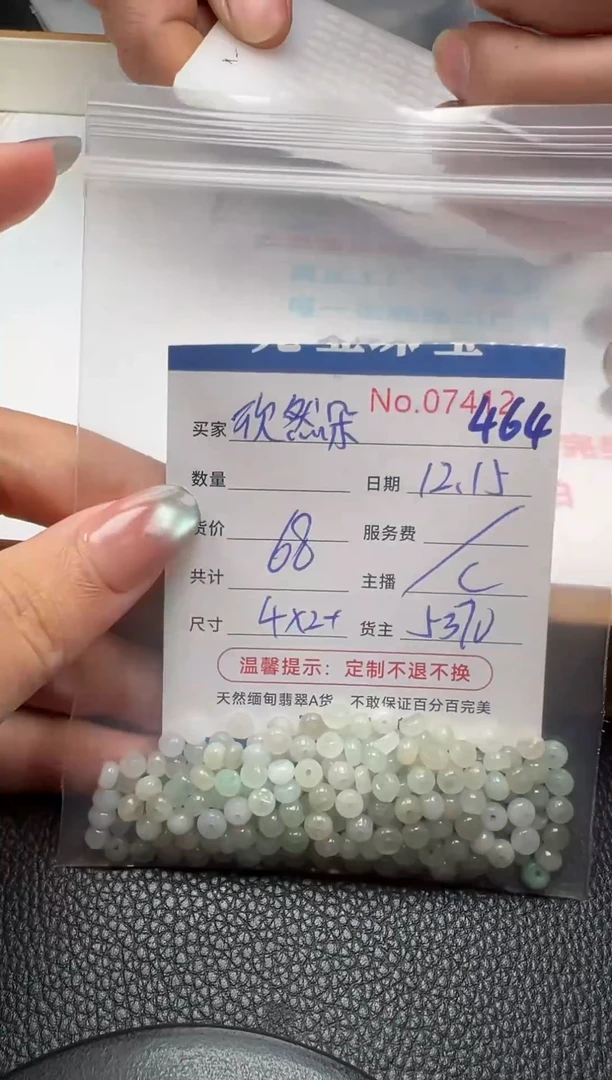 No.07412
464
买家 欣然朵
数量 日期 12.15
货价 68 服务费 /
共计 主播 C
尺寸 4x2+ 货主
温馨提示：定制不退不换
天然缅甸翡翠A货 不敢保证百分百完美